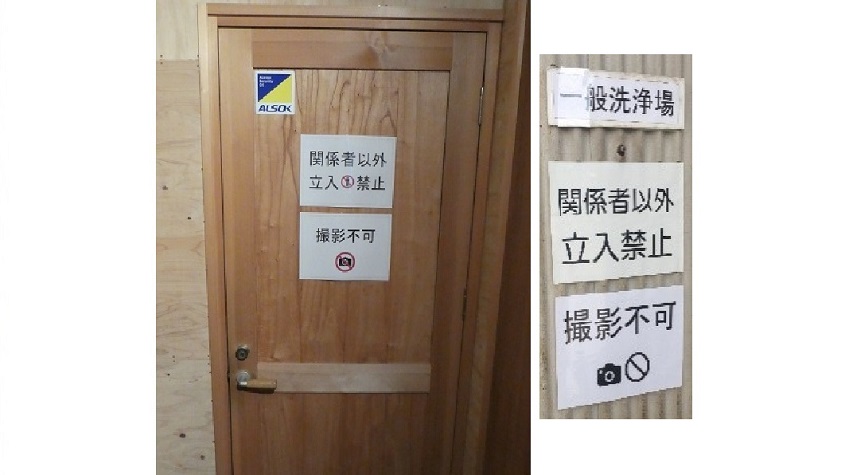 ALSOK
関係者以外
立入禁止
撮影不可
一般洗浄場
関係者以外
立入禁止
撮影不可